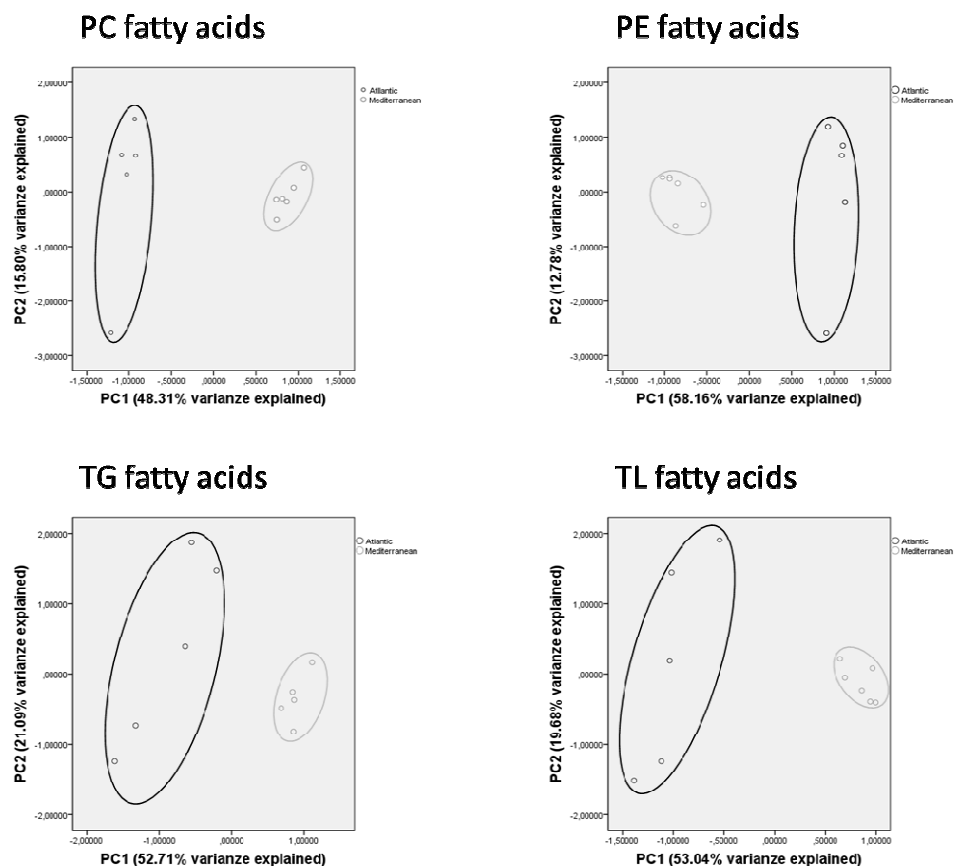 PC fatty acids
2,00000
1,00000
,00000
-1,00000
-2,00000
-3,00000
PC2 (15.80% varianze explained)
-1,50000 -1,00000 -,50000 ,00000 ,50000 1,00000 1,50000
PC1 (48.31% varianze explained)
Atlantic
Mediterranean
PE fatty acids
2,00000
1,00000
,00000
-1,00000
-2,00000
-3,00000
PC2 (12.78% varianze explained)
-1,50000 -1,00000 -,50000 ,00000 ,50000 1,00000 1,50000
PC1 (58.16% varianze explained)
Atlantic
Mediterranean
TG fatty acids
2,00000
1,00000
,00000
-1,00000
-2,00000
PC2 (21.09% varianze explained)
-2,00000 -1,00000 ,00000 1,00000
PC1 (52.71% varianze explained)
Atlantic
Mediterranean
TL fatty acids
2,00000
1,00000
,00000
-1,00000
-2,00000
PC2 (19.68% varianze explained)
-1,50000 -1,00000 -,50000 ,00000 ,50000 1,00000
PC1 (53.04% varianze explained)
Atlantic
Mediterranean